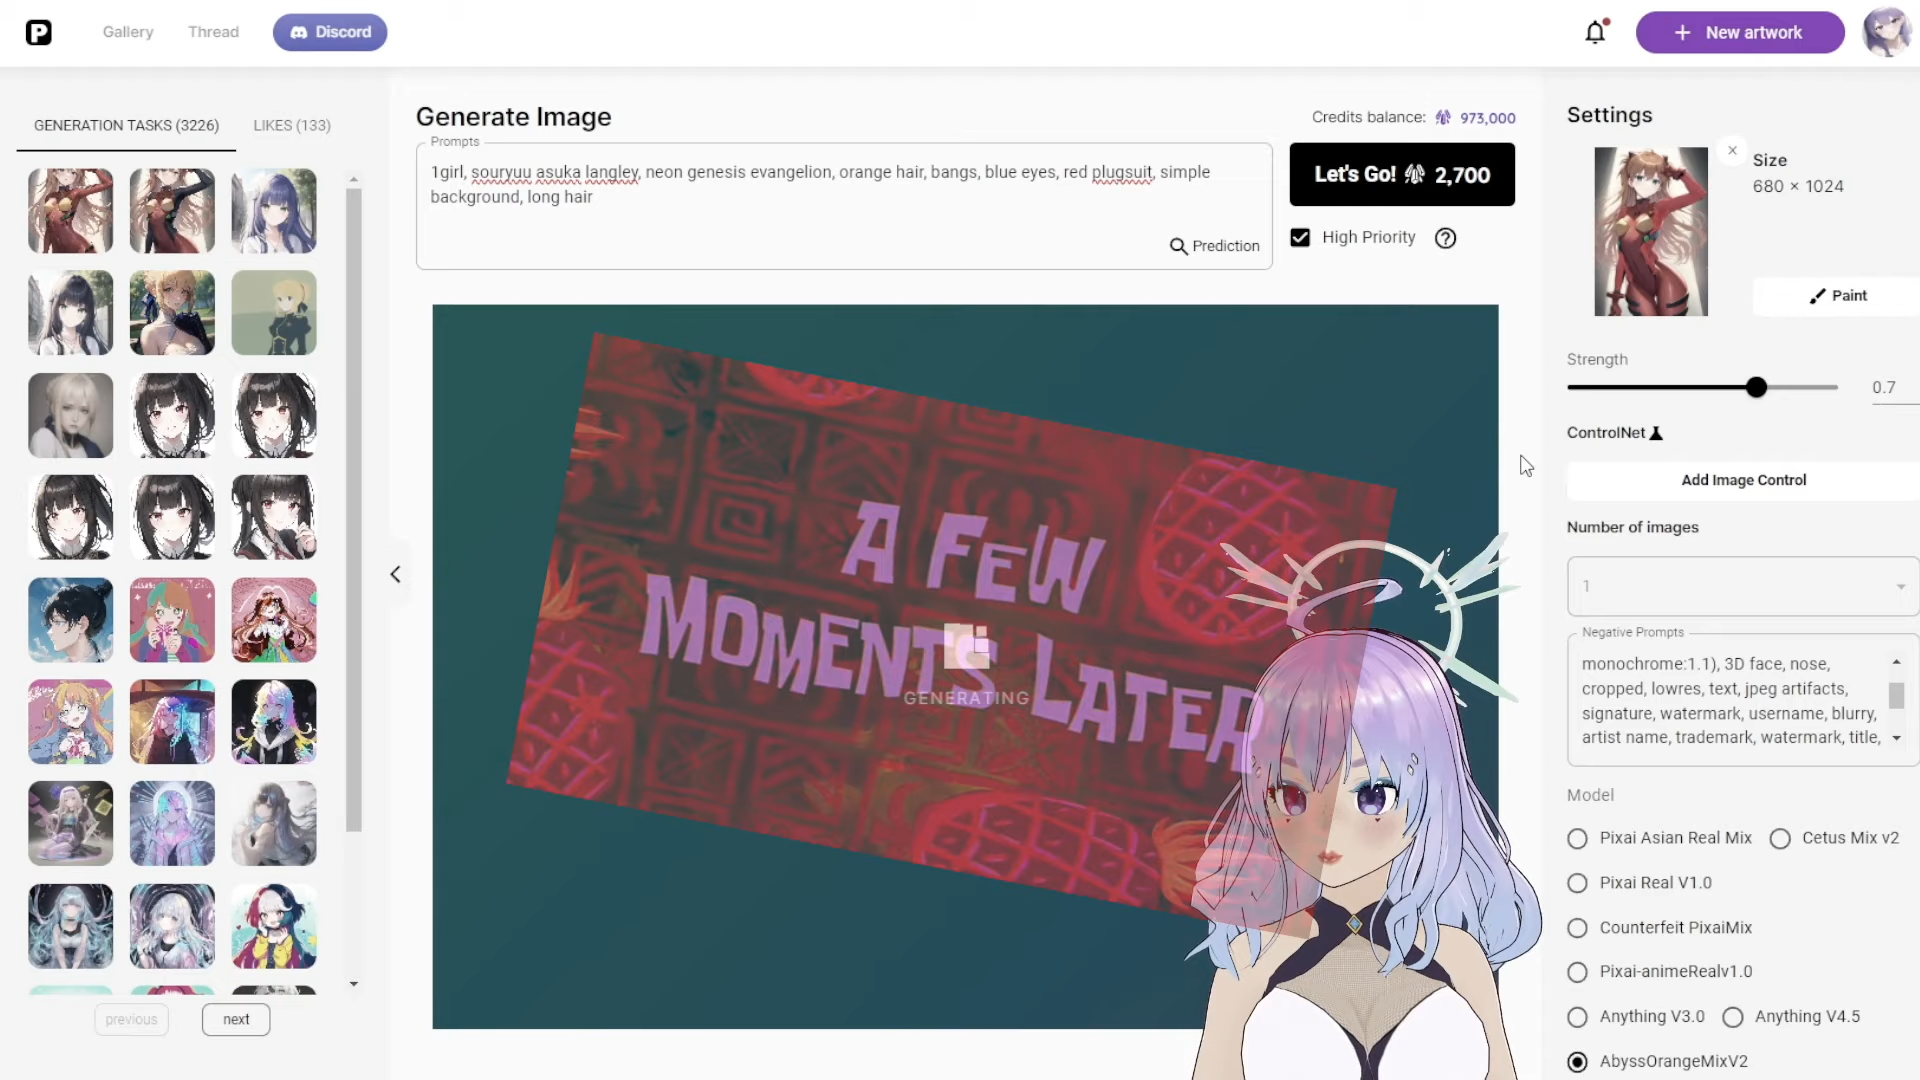 P
Gallery
Thread
Discord
New artwork
GENERATION TASKS (3226)
LIKES (133)
previous
next
Generate Image
Credits balance:
973,000
Prompts
1girl, souryuu asuka langley, neon genesis evangelion, orange hair, bangs, blue eyes, red plugsuit, simple
background, long hair
Prediction
Let's Go!
2,700
High Priority
?
A FEW
MOMENTS LATER
GENERATING
Settings
Size
680 × 1024
Paint
Strength
0.7
ControlNet
Add Image Control
Number of images
1
Negative Prompts
monochrome:1.1), 3D face, nose,
cropped, lowres, text, jpeg artifacts,
signature, watermark, username, blurry,
artist name, trademark, watermark, title,
Model
Pixai Asian Real Mix
Cetus Mix v2
Pixai Real V1.0
Counterfeit PixaiMix
Pixai-animeRealv1.0
Anything V3.0
Anything V4.5
AbyssOrangeMixV2